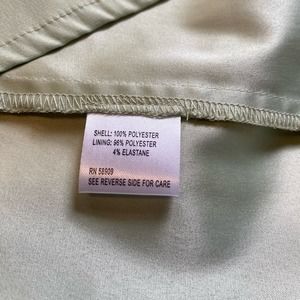 SHELL: 100% POLYESTER
LINING: 96% POLYESTER
4% ELASTANE
RN 58909
SEE REVERSE SIDE FOR CARE